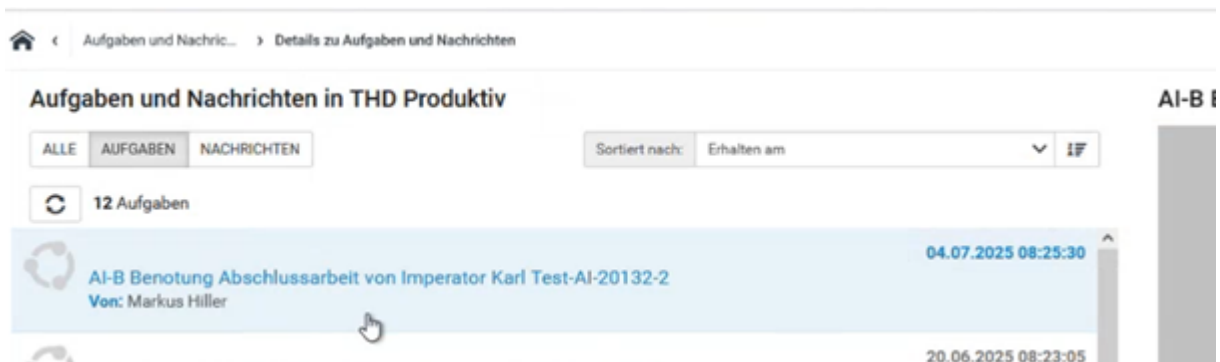 Aufgaben und Nachric... > Details zu Aufgaben und Nachrichten
Aufgaben und Nachrichten in THD Produktiv
AI-B
ALLE AUFGABEN NACHRICHTEN
Sortiert nach: Erhalten am
12 Aufgaben
04.07.2025 08:25:30
AI-B Benotung Abschlussarbeit von Imperator Karl Test-AI-20132-2
Von: Markus Hiller
20.06.2025 08:23:05